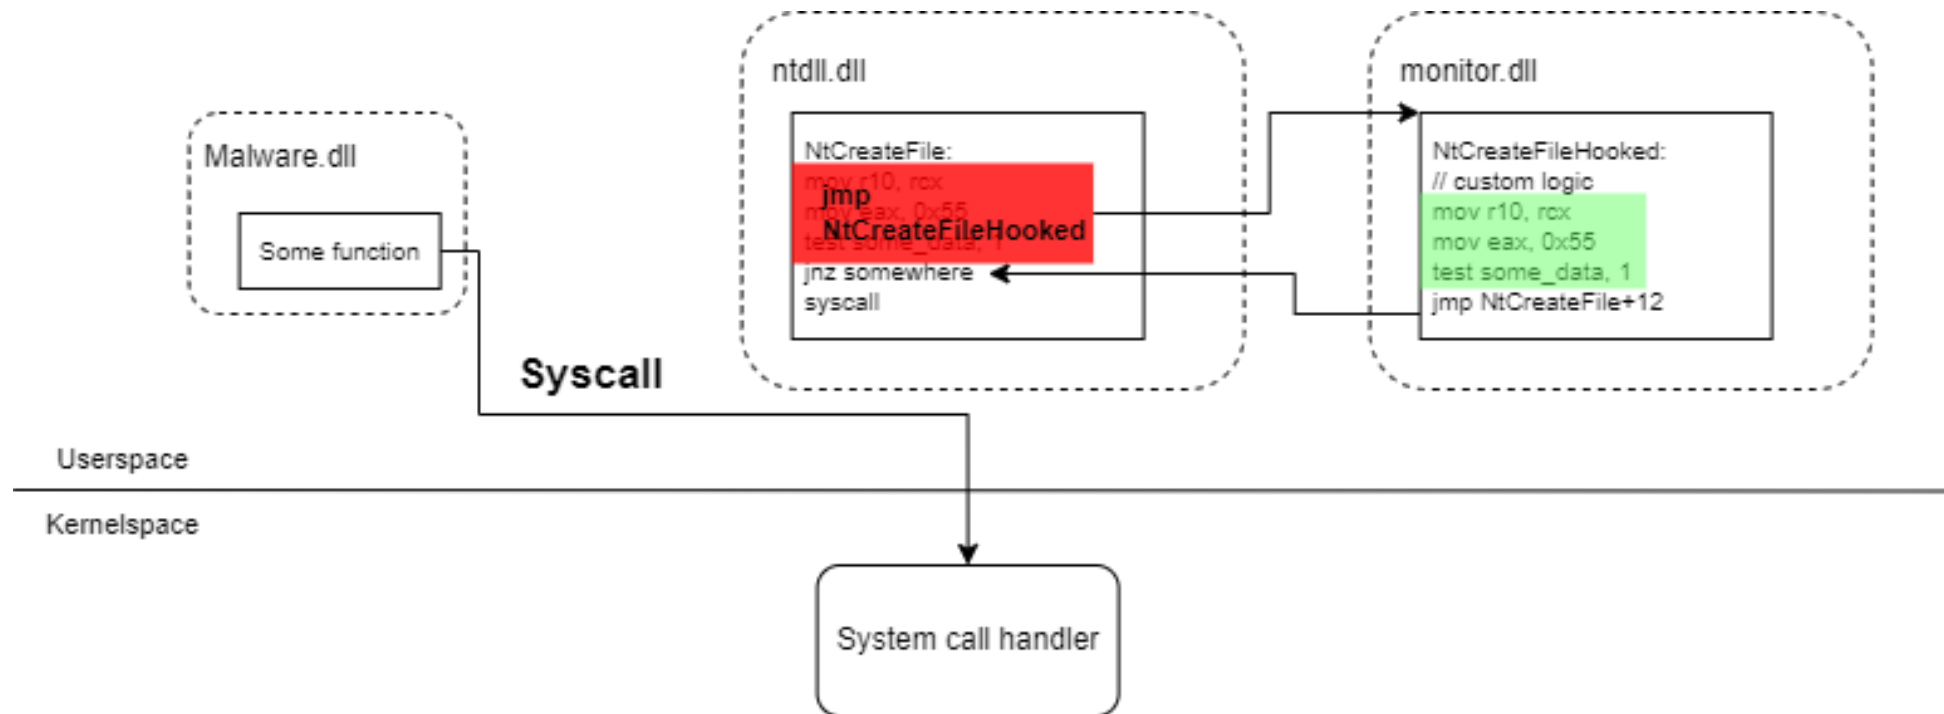 Malware.dll
Some function
ntdll.dll
NtCreateFile:
mov r10, rcx
mov eax, 0x55
test some_data, 1
jmp
NtCreateFileHooked
jnz somewhere
syscall
monitor.dll
NtCreateFileHooked:
// custom logic
mov r10, rcx
mov eax, 0x55
test some_data, 1
jmp NtCreateFile+12
Syscall
Userspace
Kernelspace
System call handler